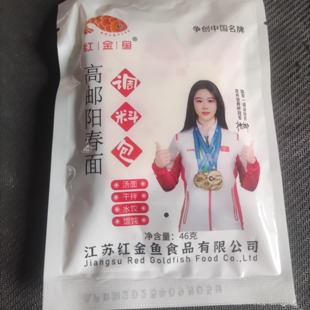 争创中国名牌
红|金|鱼®
高邮阳春面
调料包
汤面
干拌
水饺
馄饨
净含量:46克
江苏红金鱼食品有限公司
Jiangsu Red Goldfish Food Co.,Ltd